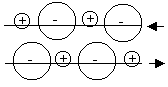 + - + -
- + - +